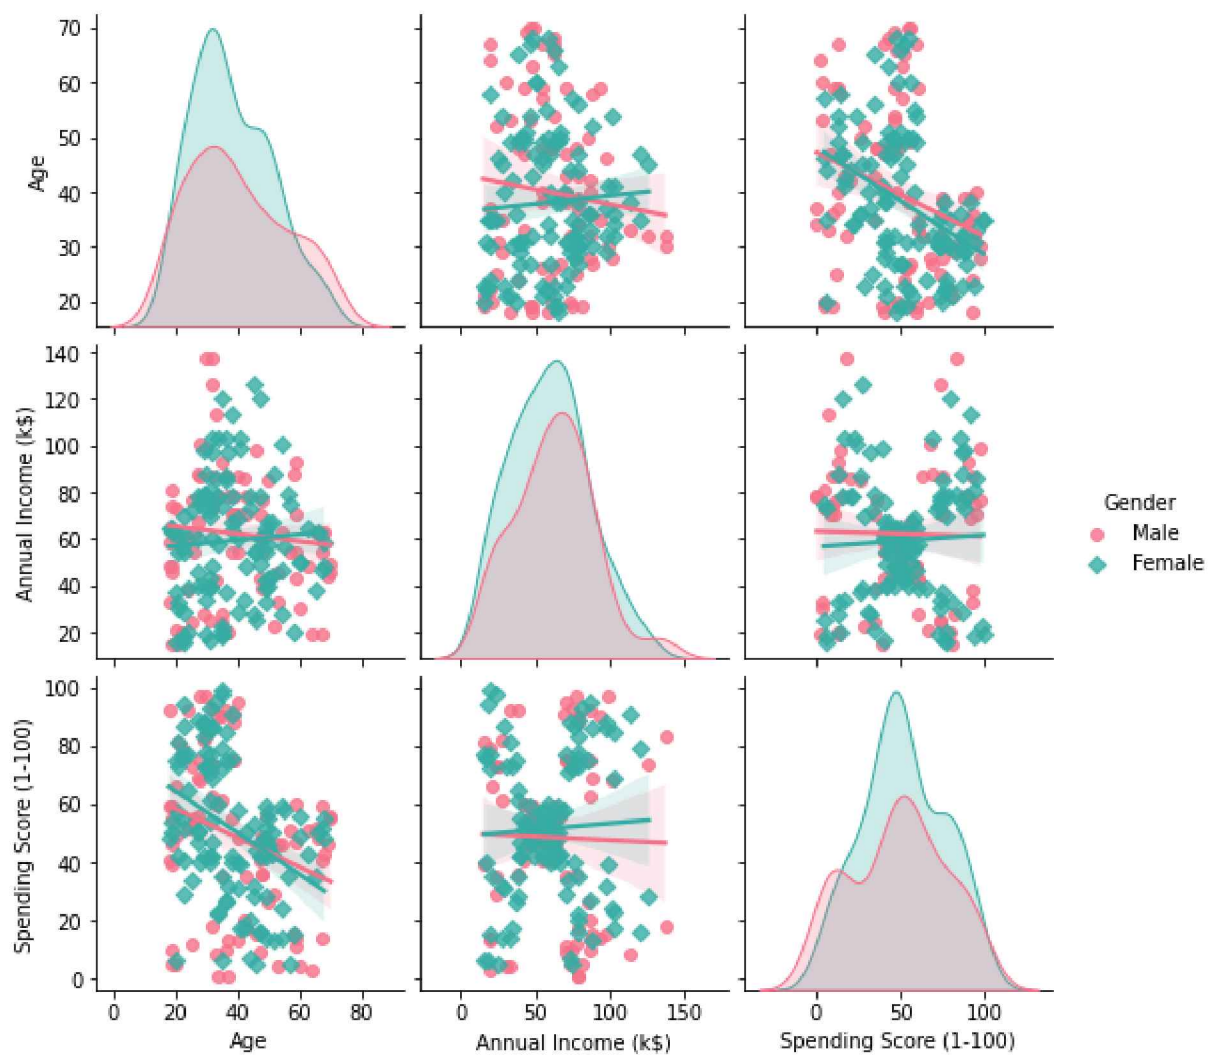 70
60
50
40
30
20
Age
140
120
100
80
60
40
20
Annual Income (k$)
Gender
Male
Female
100
80
60
40
20
0
Spending Score (1-100)
0 20 40 60 80
0 50 100 150
0 50 100
Age
Annual Income (k$)
Spending Score (1-100)